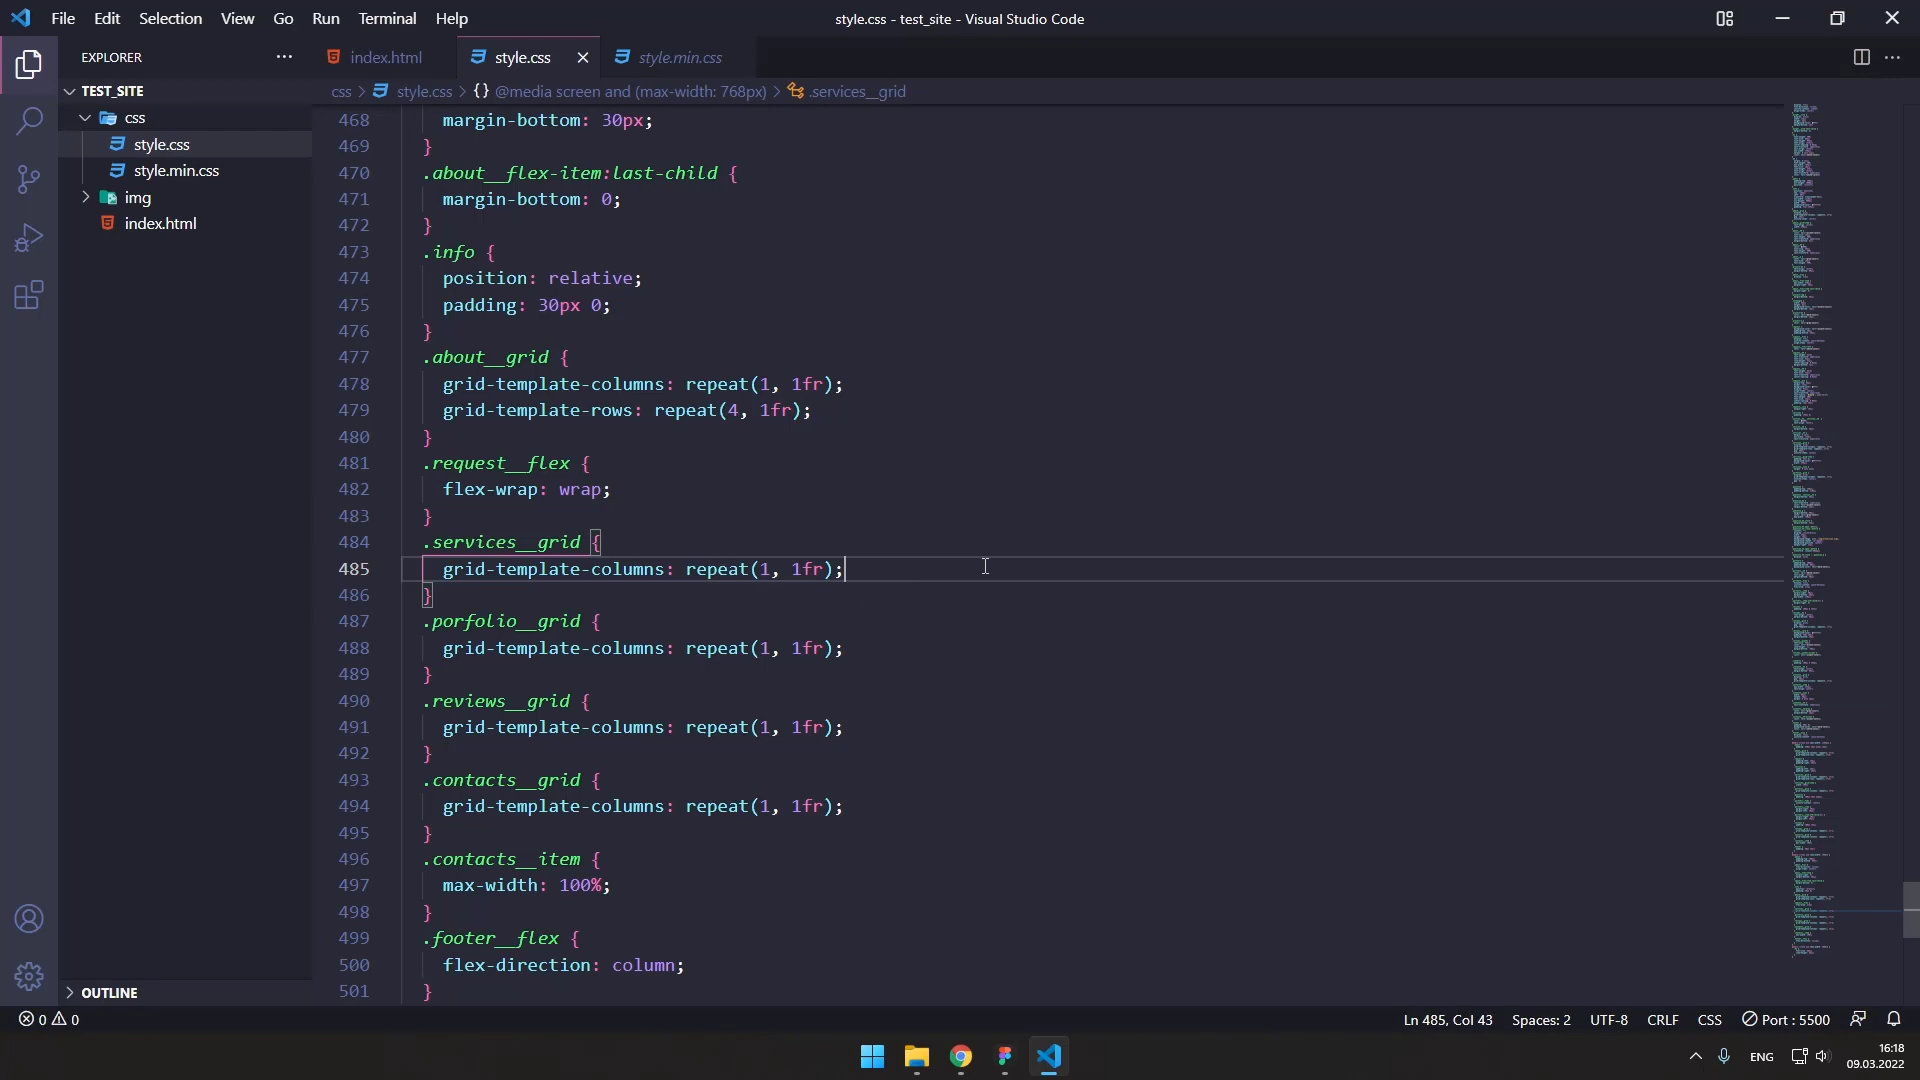 File Edit Selection View Go Run Terminal Help
style.css - test_site - Visual Studio Code
EXPLORER
index.html
style.css
style.min.css
TEST_SITE
css
style.css
style.min.css
img
index.html
OUTLINE
css > style.css > {} @media screen and (max-width: 768px) > .services__grid
468 margin-bottom: 30px;
469 }
470 .about__flex-item:last-child {
471 margin-bottom: 0;
472 }
473 .info {
474 position: relative;
475 padding: 30px 0;
476 }
477 .about__grid {
478 grid-template-columns: repeat(1, 1fr);
479 grid-template-rows: repeat(4, 1fr);
480 }
481 .request__flex {
482 flex-wrap: wrap;
483 }
484 .services__grid {
485 grid-template-columns: repeat(1, 1fr);
486 }
487 .porfolio__grid {
488 grid-template-columns: repeat(1, 1fr);
489 }
490 .reviews__grid {
491 grid-template-columns: repeat(1, 1fr);
492 }
493 .contacts__grid {
494 grid-template-columns: repeat(1, 1fr);
495 }
496 .contacts__item {
497 max-width: 100%;
498 }
499 .footer__flex {
500 flex-direction: column;
501 }
0 0
Ln 485, Col 43 Spaces: 2 UTF-8 CRLF CSS Port : 5500
ENG
16:18
09.03.2022